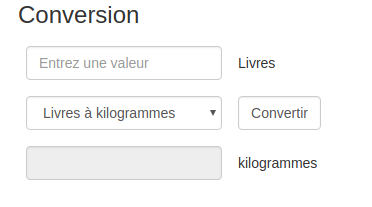 Conversion
Entrez une valeur Livres
Livres à kilogrammes Convertir
kilogrammes